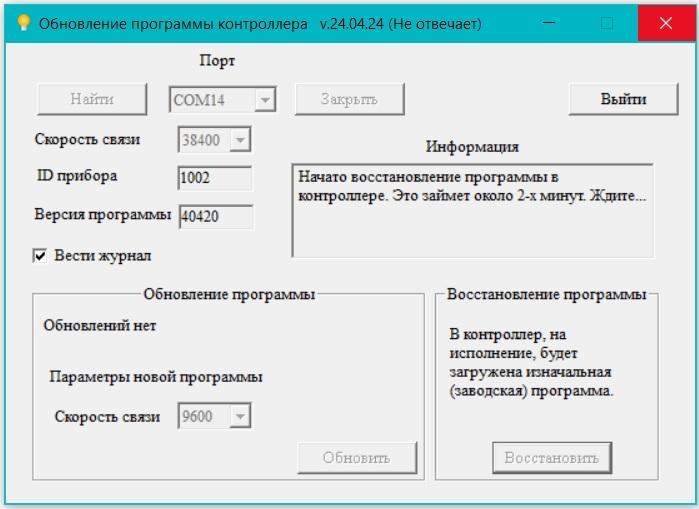 Обновление программы контроллера v.24.04.24 (Не отвечает)
Порт
Найти
COM14
Закрыть
Выйти
Скорость связи
38400
Информация
ID прибора
1002
Начато восстановление программы в
контроллере. Это займет около 2-х минут. Ждите...
Версия программы
40420
Вести журнал
Обновление программы
Обновлений нет
Параметры новой программы
Скорость связи
9600
Обновить
Восстановление программы
В контроллер, на
исполнение, будет
загружена изначальная
(заводская) программа.
Восстановить